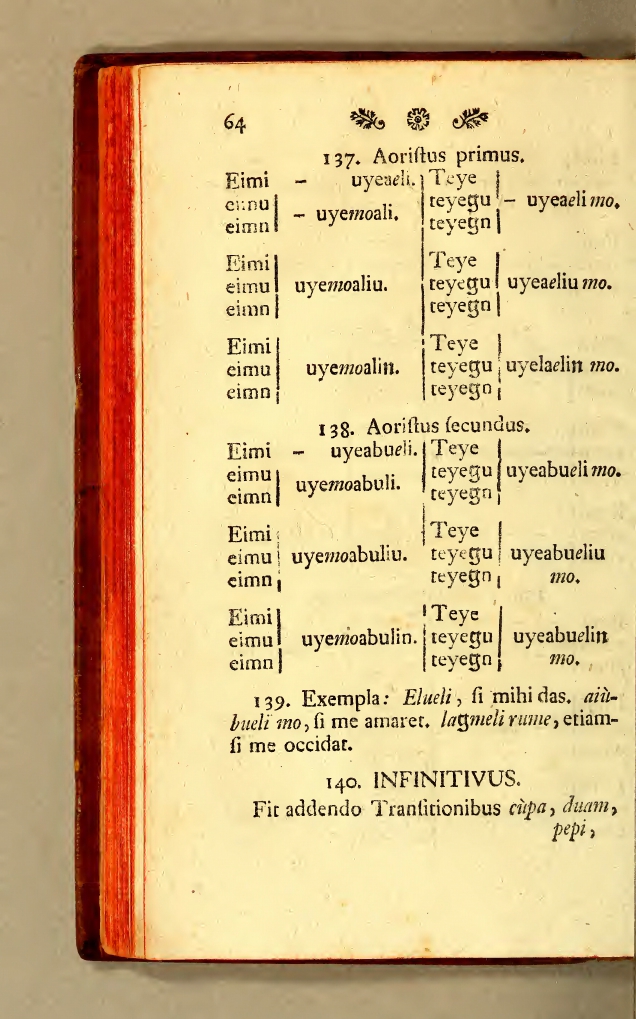 64
137. Aoriſtus primus.
Eimi – uyeaeli. Teye
eimu – uyemoali. teyegu – uyeaeli mo.
eimn teyegn
Eimi Teye
eimu uyemoaliu. teyegu uyeaeliu mo.
eimn teyegn
Eimi Teye
eimu uyemoalin. teyegu uyelaelin mo.
eimn teyegn
138. Aoriſtus ſecundus.
Eimi – uyeabueli. Teye
eimu uyemoabuli. teyegu uyeabueli mo.
eimn teyegn
Eimi Teye
eimu uyemoabuliu. teyegu uyeabueliu
eimn teyegn mo.
Eimi Teye
eimu uyemoabulin. teyegu uyeabuelin
eimn teyegn mo.
139. Exempla: Elueli, ſi mihi das. aiù-
bueli mo, ſi me amaret. lagmeli rume, etiam-
ſi me occidat.
140. INFINITIVUS.
Fit addendo Tranſitionibus cùpa, duam,
pepi,